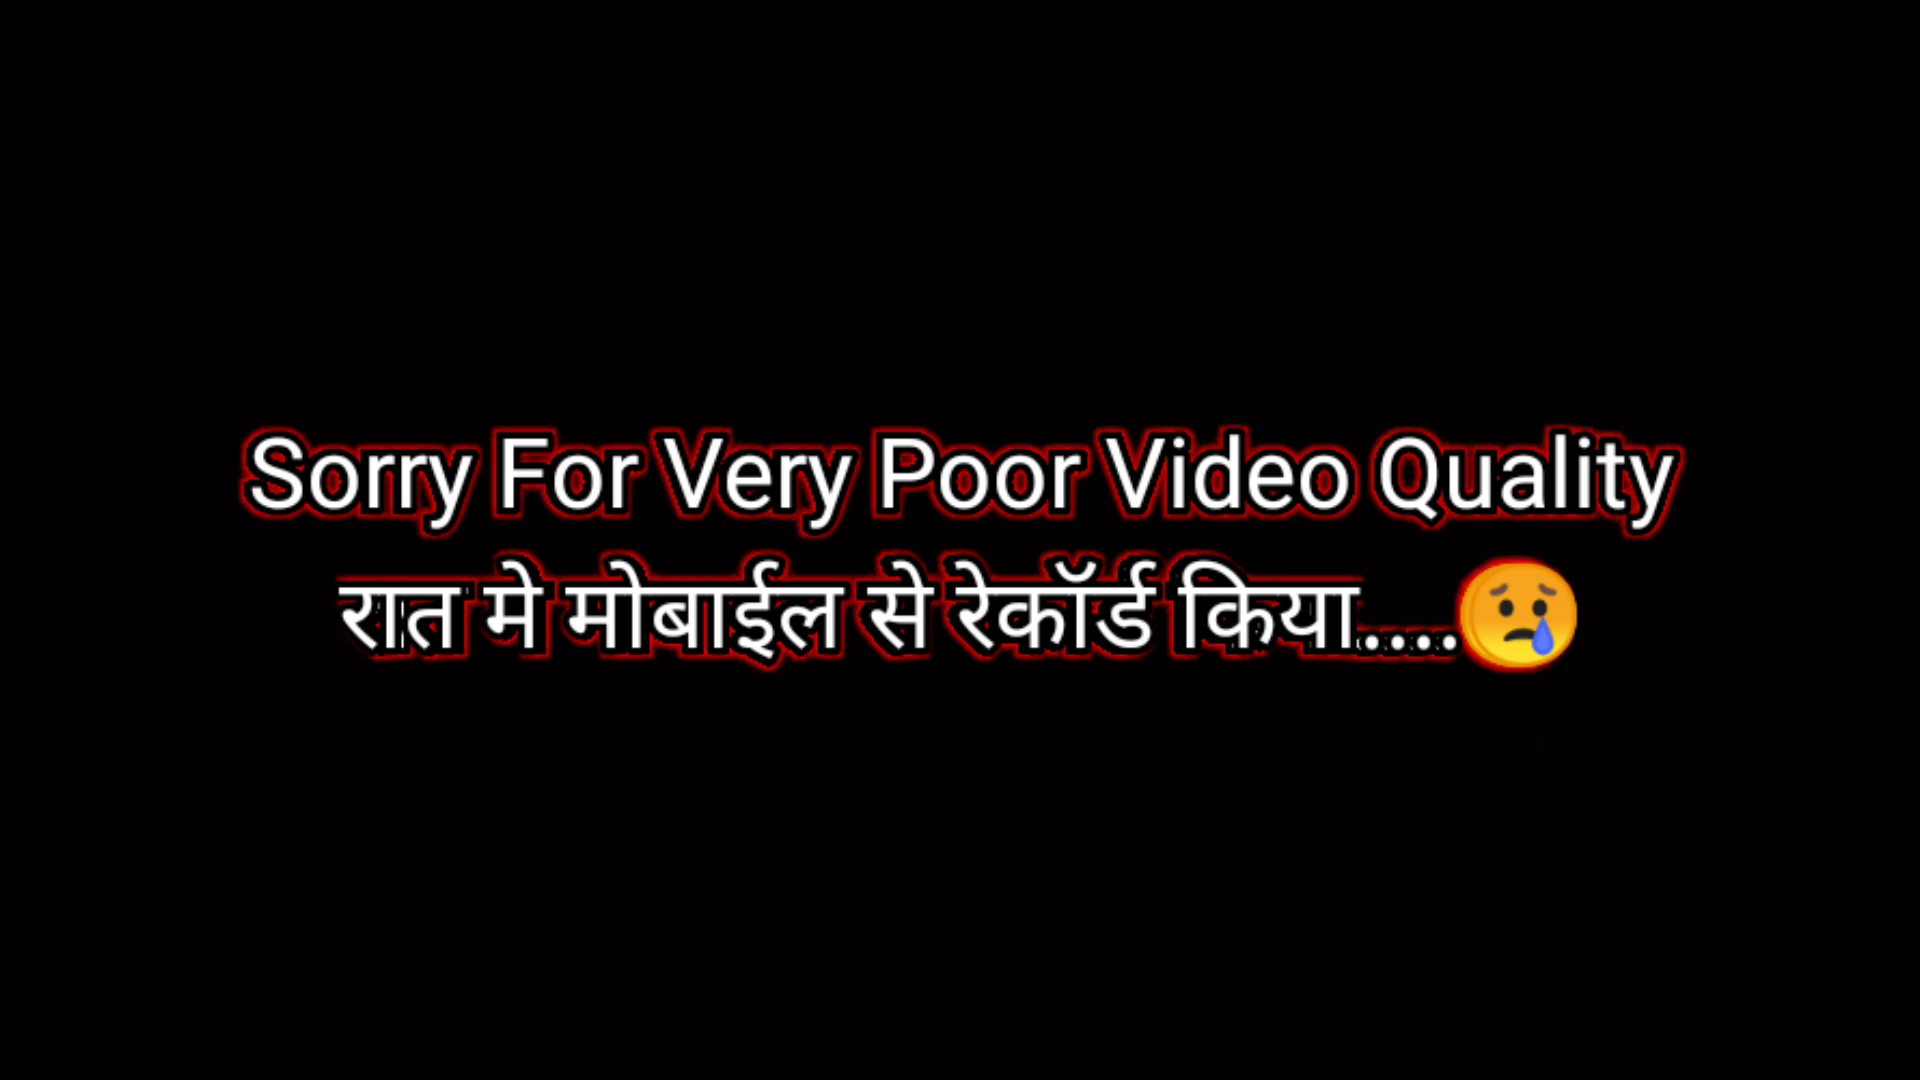 Sorry For Very Poor Video Quality
रात मे मोबाईल से रेकॉर्ड किया.....😢